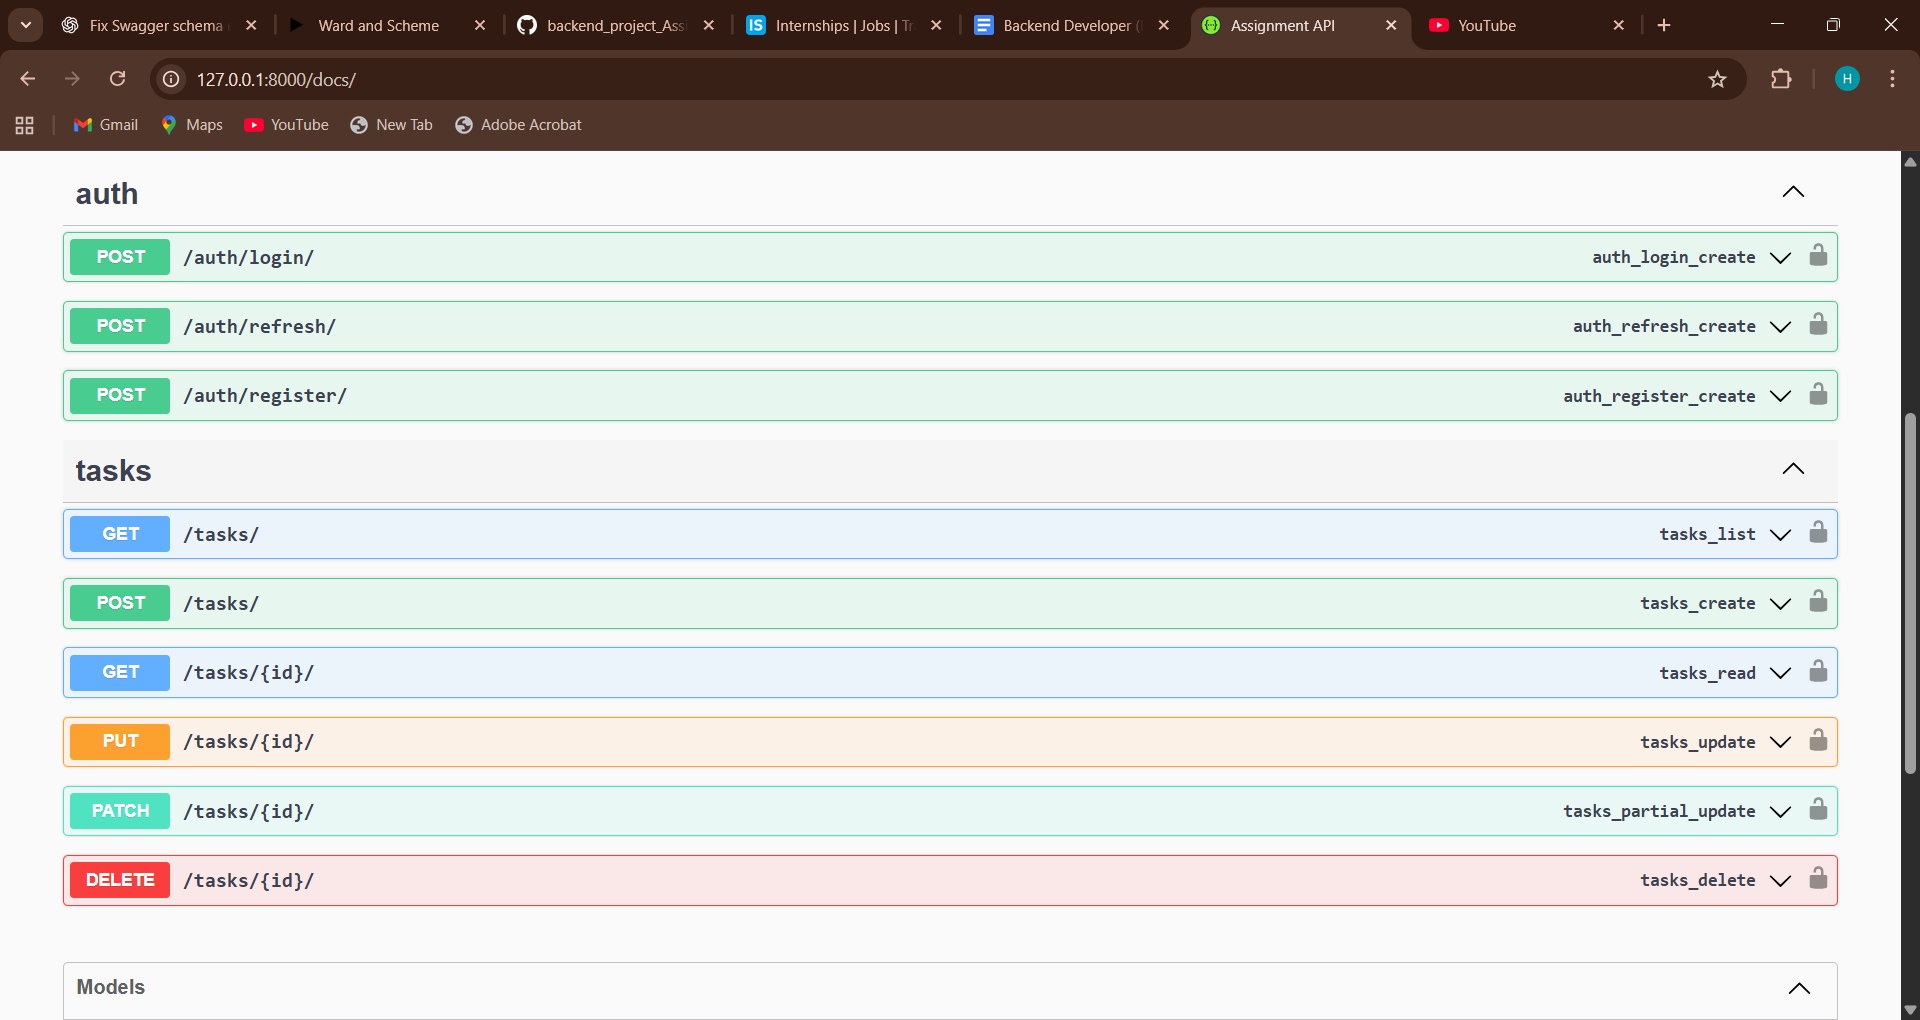 Fix Swagger schema
Ward and Scheme
backend_project_Assi
IS
Internships | Jobs | Tr
Backend Developer (
Assignment API
YouTube
127.0.0.1:8000/docs/
H
Gmail
Maps
YouTube
New Tab
Adobe Acrobat
auth
POST /auth/login/ auth_login_create
POST /auth/refresh/ auth_refresh_create
POST /auth/register/ auth_register_create
tasks
GET /tasks/ tasks_list
POST /tasks/ tasks_create
GET /tasks/{id}/ tasks_read
PUT /tasks/{id}/ tasks_update
PATCH /tasks/{id}/ tasks_partial_update
DELETE /tasks/{id}/ tasks_delete
Models